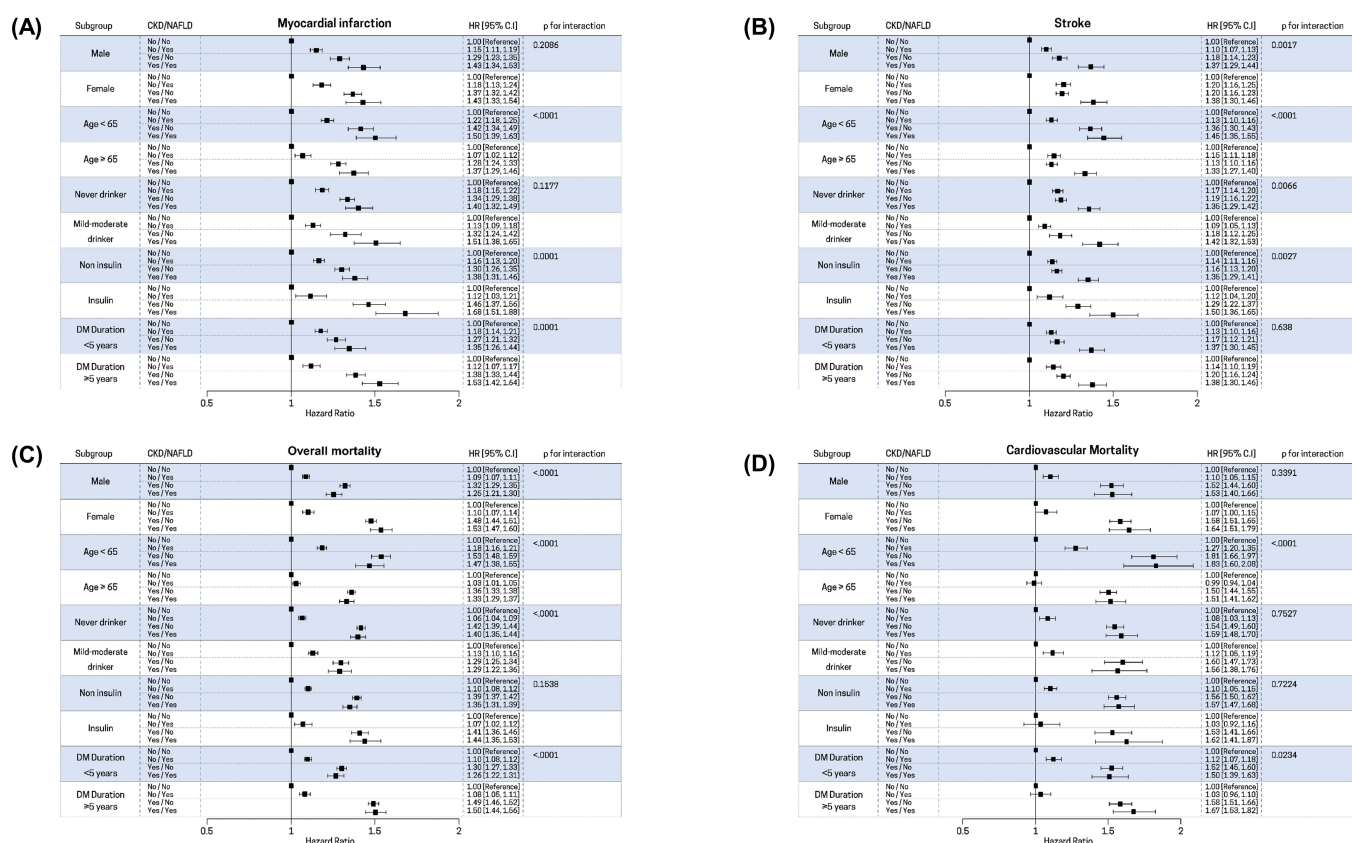 (A)
Subgroup CKD/NAFLD Myocardial infarction HR [95% C.I] p for interaction
No / No 1.00 [Reference] 0.2086
Male No / Yes 1.15 [1.11, 1.19]
Yes / No 1.29 [1.23, 1.35]
Yes / Yes 1.43 [1.34, 1.53]
No / No 1.00 [Reference]
Female No / Yes 1.18 [1.13, 1.24]
Yes / No 1.37 [1.32, 1.42]
Yes / Yes 1.43 [1.33, 1.54]
No / No 1.00 [Reference] <.0001
Age < 65 No / Yes 1.22 [1.18, 1.25]
Yes / No 1.42 [1.34, 1.49]
Yes / Yes 1.50 [1.39, 1.63]
No / No 1.00 [Reference]
Age ≥ 65 No / Yes 1.07 [1.02, 1.12]
Yes / No 1.28 [1.24, 1.33]
Yes / Yes 1.37 [1.29, 1.46]
No / No 1.00 [Reference] 0.1177
Never drinker No / Yes 1.18 [1.15, 1.22]
Yes / No 1.34 [1.29, 1.38]
Yes / Yes 1.40 [1.32, 1.49]
No / No 1.00 [Reference]
Mild-moderate No / Yes 1.13 [1.09, 1.18]
drinker Yes / No 1.32 [1.24, 1.42]
Yes / Yes 1.51 [1.38, 1.65]
No / No 1.00 [Reference] 0.0001
Non insulin No / Yes 1.16 [1.13, 1.20]
Yes / No 1.30 [1.26, 1.35]
Yes / Yes 1.38 [1.31, 1.46]
No / No 1.00 [Reference]
Insulin No / Yes 1.12 [1.03, 1.21]
Yes / No 1.46 [1.37, 1.56]
Yes / Yes 1.68 [1.51, 1.88]
No / No 1.00 [Reference] 0.0001
DM Duration No / Yes 1.18 [1.14, 1.21]
<5 years Yes / No 1.27 [1.21, 1.32]
Yes / Yes 1.35 [1.26, 1.44]
No / No 1.00 [Reference]
DM Duration No / Yes 1.12 [1.07, 1.17]
≥5 years Yes / No 1.38 [1.33, 1.44]
Yes / Yes 1.53 [1.42, 1.64]
0.5 1 1.5 2
Hazard Ratio
(B)
Subgroup CKD/NAFLD Stroke HR [95% C.I] p for interaction
No / No 1.00 [Reference] 0.0017
Male No / Yes 1.10 [1.07, 1.13]
Yes / No 1.18 [1.14, 1.23]
Yes / Yes 1.37 [1.29, 1.44]
No / No 1.00 [Reference]
Female No / Yes 1.20 [1.16, 1.25]
Yes / No 1.20 [1.16, 1.23]
Yes / Yes 1.38 [1.30, 1.46]
No / No 1.00 [Reference] <.0001
Age < 65 No / Yes 1.13 [1.10, 1.16]
Yes / No 1.36 [1.30, 1.43]
Yes / Yes 1.45 [1.35, 1.55]
No / No 1.00 [Reference]
Age ≥ 65 No / Yes 1.15 [1.11, 1.18]
Yes / No 1.13 [1.10, 1.16]
Yes / Yes 1.33 [1.27, 1.40]
No / No 1.00 [Reference] 0.0066
Never drinker No / Yes 1.17 [1.14, 1.20]
Yes / No 1.19 [1.16, 1.22]
Yes / Yes 1.35 [1.29, 1.42]
No / No 1.00 [Reference]
Mild-moderate No / Yes 1.09 [1.05, 1.13]
drinker Yes / No 1.18 [1.12, 1.25]
Yes / Yes 1.42 [1.32, 1.53]
No / No 1.00 [Reference] 0.0027
Non insulin No / Yes 1.14 [1.11, 1.16]
Yes / No 1.16 [1.13, 1.20]
Yes / Yes 1.35 [1.29, 1.41]
No / No 1.00 [Reference]
Insulin No / Yes 1.12 [1.04, 1.20]
Yes / No 1.29 [1.22, 1.37]
Yes / Yes 1.50 [1.36, 1.65]
No / No 1.00 [Reference] 0.638
DM Duration No / Yes 1.13 [1.10, 1.16]
<5 years Yes / No 1.17 [1.12, 1.21]
Yes / Yes 1.37 [1.30, 1.45]
No / No 1.00 [Reference]
DM Duration No / Yes 1.14 [1.10, 1.19]
≥5 years Yes / No 1.20 [1.16, 1.24]
Yes / Yes 1.38 [1.30, 1.46]
0.5 1 1.5 2
Hazard Ratio
(C)
Subgroup CKD/NAFLD Overall mortality HR [95% C.I] p for interaction
No / No 1.00 [Reference] <.0001
Male No / Yes 1.09 [1.07, 1.11]
Yes / No 1.32 [1.29, 1.35]
Yes / Yes 1.25 [1.21, 1.30]
No / No 1.00 [Reference]
Female No / Yes 1.10 [1.07, 1.14]
Yes / No 1.48 [1.44, 1.51]
Yes / Yes 1.53 [1.47, 1.60]
No / No 1.00 [Reference] <.0001
Age < 65 No / Yes 1.18 [1.16, 1.21]
Yes / No 1.53 [1.48, 1.59]
Yes / Yes 1.47 [1.38, 1.55]
No / No 1.00 [Reference]
Age ≥ 65 No / Yes 1.03 [1.01, 1.05]
Yes / No 1.36 [1.33, 1.38]
Yes / Yes 1.33 [1.29, 1.37]
No / No 1.00 [Reference] <.0001
Never drinker No / Yes 1.06 [1.04, 1.09]
Yes / No 1.42 [1.39, 1.44]
Yes / Yes 1.40 [1.35, 1.44]
No / No 1.00 [Reference]
Mild-moderate No / Yes 1.13 [1.10, 1.16]
drinker Yes / No 1.29 [1.25, 1.34]
Yes / Yes 1.29 [1.22, 1.36]
No / No 1.00 [Reference] 0.1538
Non insulin No / Yes 1.10 [1.08, 1.12]
Yes / No 1.39 [1.37, 1.42]
Yes / Yes 1.35 [1.31, 1.39]
No / No 1.00 [Reference]
Insulin No / Yes 1.07 [1.02, 1.12]
Yes / No 1.41 [1.36, 1.46]
Yes / Yes 1.44 [1.35, 1.53]
No / No 1.00 [Reference] <.0001
DM Duration No / Yes 1.10 [1.08, 1.12]
<5 years Yes / No 1.30 [1.27, 1.33]
Yes / Yes 1.26 [1.22, 1.31]
No / No 1.00 [Reference]
DM Duration No / Yes 1.08 [1.05, 1.11]
≥5 years Yes / No 1.49 [1.46, 1.52]
Yes / Yes 1.50 [1.44, 1.56]
0.5 1 1.5 2
Hazard Ratio
(D)
Subgroup CKD/NAFLD Cardiovascular Mortality HR [95% C.I] p for interaction
No / No 1.00 [Reference] 0.3391
Male No / Yes 1.10 [1.05, 1.15]
Yes / No 1.52 [1.44, 1.60]
Yes / Yes 1.53 [1.40, 1.66]
No / No 1.00 [Reference]
Female No / Yes 1.07 [1.00, 1.15]
Yes / No 1.58 [1.51, 1.65]
Yes / Yes 1.64 [1.51, 1.79]
No / No 1.00 [Reference] <.0001
Age < 65 No / Yes 1.27 [1.20, 1.35]
Yes / No 1.81 [1.66, 1.97]
Yes / Yes 1.83 [1.60, 2.08]
No / No 1.00 [Reference]
Age ≥ 65 No / Yes 0.99 [0.94, 1.04]
Yes / No 1.50 [1.44, 1.55]
Yes / Yes 1.51 [1.41, 1.62]
No / No 1.00 [Reference] 0.7527
Never drinker No / Yes 1.08 [1.03, 1.13]
Yes / No 1.54 [1.49, 1.60]
Yes / Yes 1.59 [1.48, 1.70]
No / No 1.00 [Reference]
Mild-moderate No / Yes 1.12 [1.05, 1.19]
drinker Yes / No 1.60 [1.47, 1.73]
Yes / Yes 1.56 [1.38, 1.76]
No / No 1.00 [Reference] 0.7224
Non insulin No / Yes 1.10 [1.05, 1.15]
Yes / No 1.56 [1.50, 1.62]
Yes / Yes 1.57 [1.47, 1.68]
No / No 1.00 [Reference]
Insulin No / Yes 1.03 [0.92, 1.16]
Yes / No 1.53 [1.41, 1.66]
Yes / Yes 1.62 [1.41, 1.87]
No / No 1.00 [Reference] 0.0234
DM Duration No / Yes 1.12 [1.07, 1.18]
<5 years Yes / No 1.52 [1.45, 1.60]
Yes / Yes 1.50 [1.39, 1.63]
No / No 1.00 [Reference]
DM Duration No / Yes 1.03 [0.96, 1.10]
≥5 years Yes / No 1.58 [1.51, 1.66]
Yes / Yes 1.67 [1.53, 1.82]
0.5 1 1.5 2
Hazard Ratio